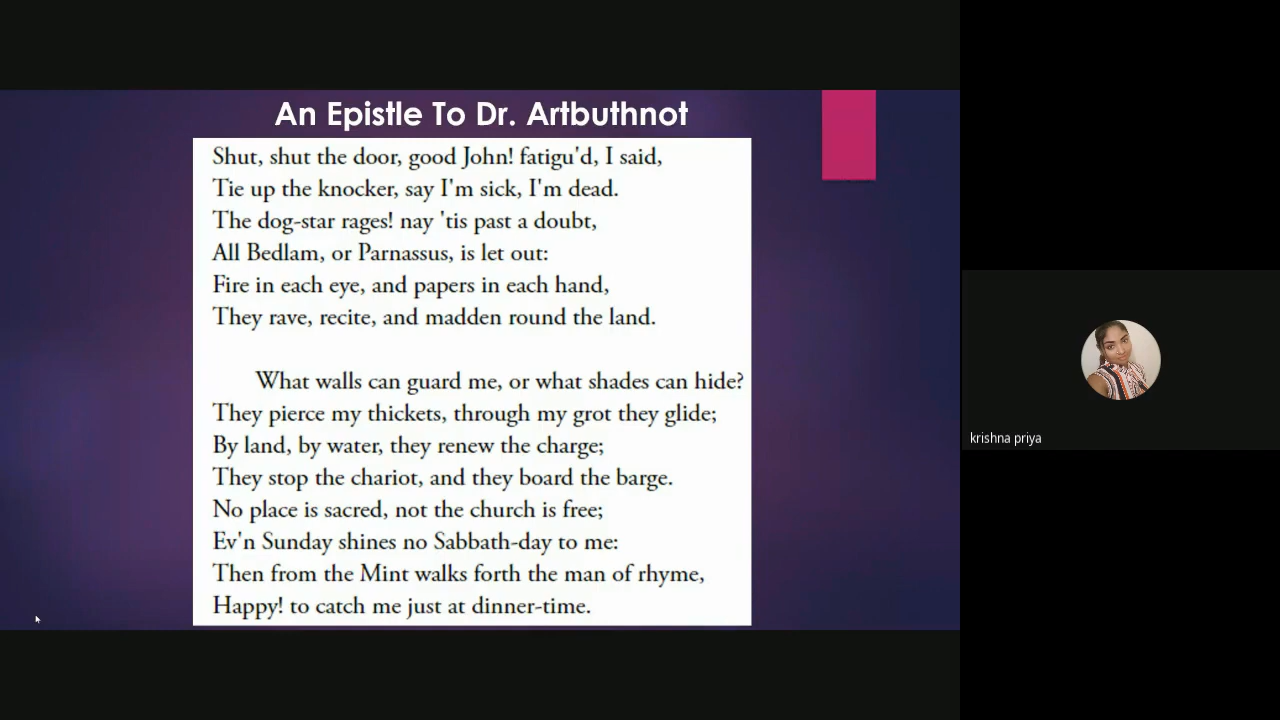 An Epistle To Dr. Artbuthnot
Shut, shut the door, good John! fatigu'd, I said,
Tie up the knocker, say I'm sick, I'm dead.
The dog-star rages! nay 'tis past a doubt,
All Bedlam, or Parnassus, is let out:
Fire in each eye, and papers in each hand,
They rave, recite, and madden round the land.
What walls can guard me, or what shades can hide?
They pierce my thickets, through my grot they glide;
By land, by water, they renew the charge;
They stop the chariot, and they board the barge.
No place is sacred, not the church is free;
Ev'n Sunday shines no Sabbath-day to me:
Then from the Mint walks forth the man of rhyme,
Happy! to catch me just at dinner-time.
krishna priya